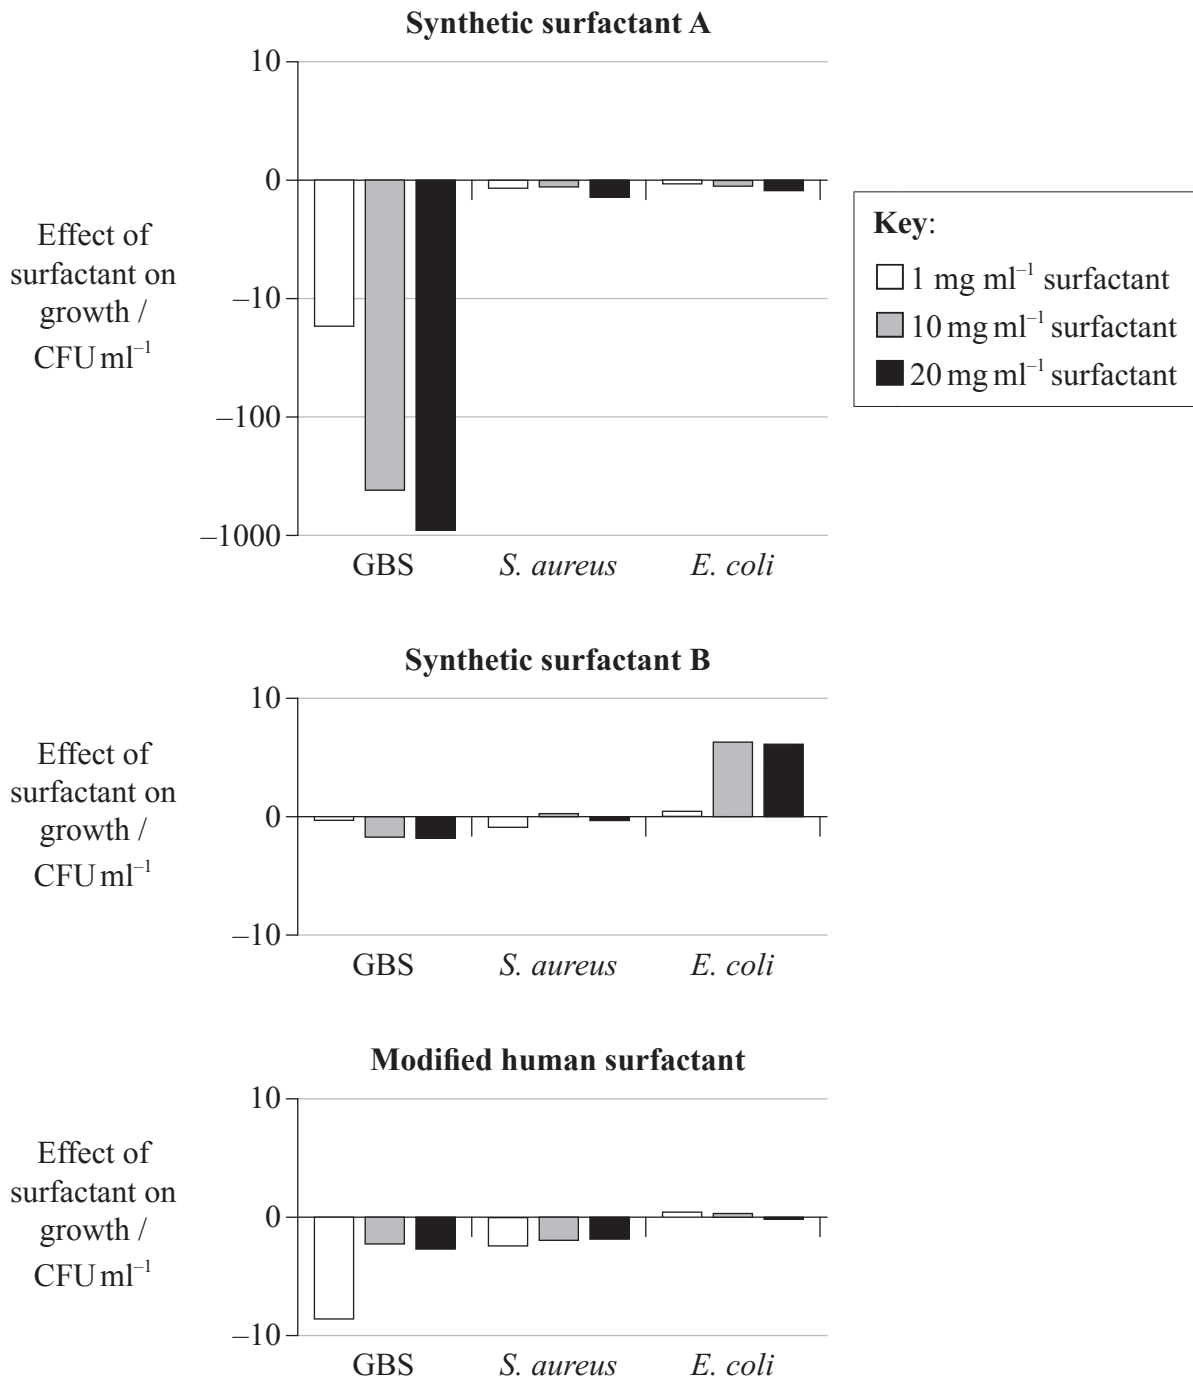 Synthetic surfactant A
10
0
–10
–100
–1000
Effect of
surfactant on
growth /
CFU ml⁻¹
GBS
S. aureus
E. coli
Key:
1 mg ml⁻¹ surfactant
10 mg ml⁻¹ surfactant
20 mg ml⁻¹ surfactant
Synthetic surfactant B
10
0
–10
Effect of
surfactant on
growth /
CFU ml⁻¹
GBS
S. aureus
E. coli
Modified human surfactant
10
0
–10
Effect of
surfactant on
growth /
CFU ml⁻¹
GBS
S. aureus
E. coli